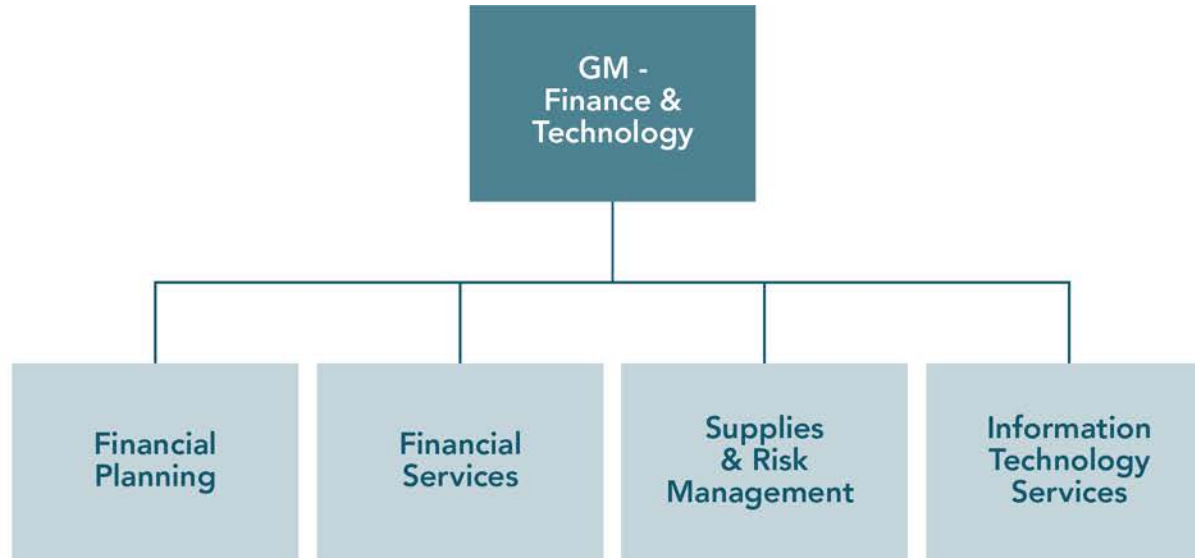 GM -
Finance &
Technology
Financial
Planning
Financial
Services
Supplies
& Risk
Management
Information
Technology
Services